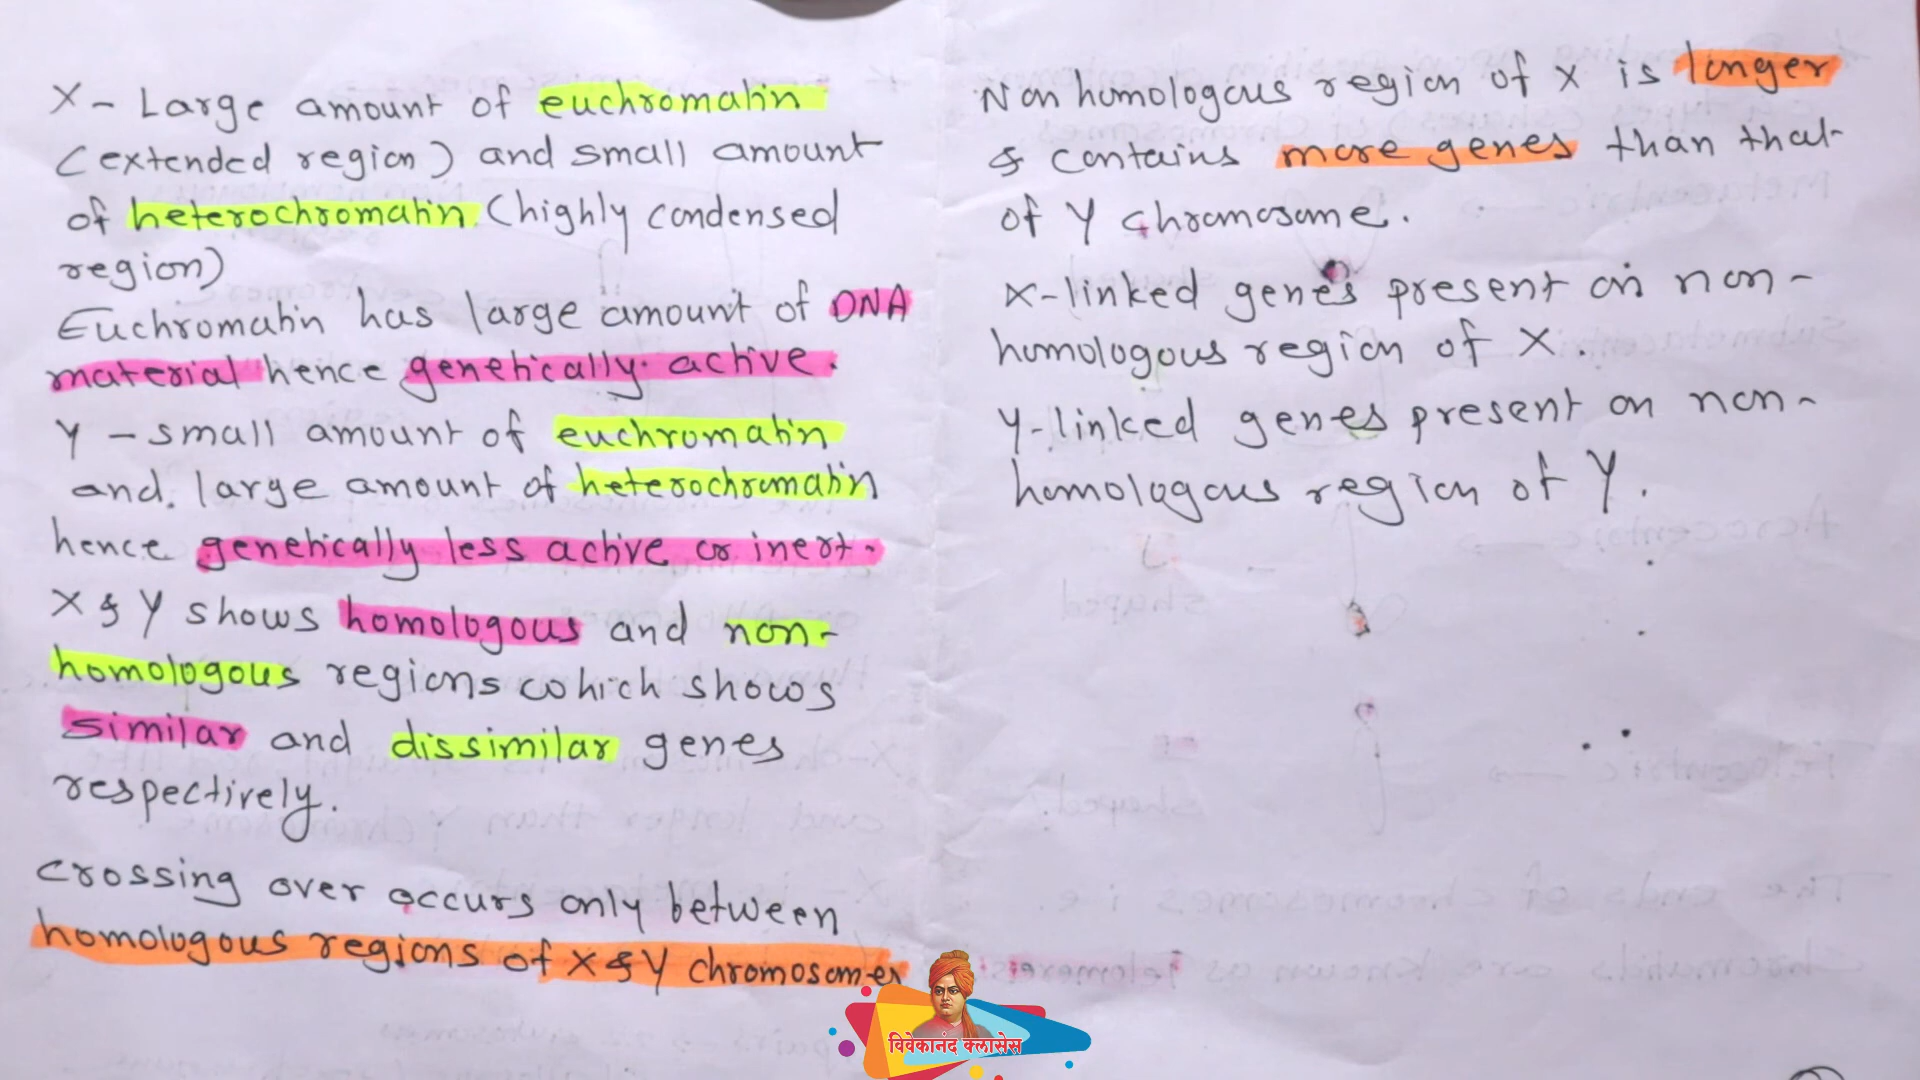 X - Large amount of euchromatin
(extended region) and small amount
of heterochromatin (highly condensed
region)
Euchromatin has large amount of DNA
material hence genetically active.
Y - small amount of euchromatin
and large amount of heterochromatin
hence genetically less active or inert.
X & Y shows homologous and non-
homologous regions which shows
similar and dissimilar genes
respectively.
crossing over occurs only between
homologous regions of X & Y chromosomes
Non homologous region of X is longer
& contains more genes than that
of Y chromosome.
X-linked genes present on non-
homologous region of X.
Y-linked genes present on non-
homologous region of Y.
विवेकानंद क्लासेस